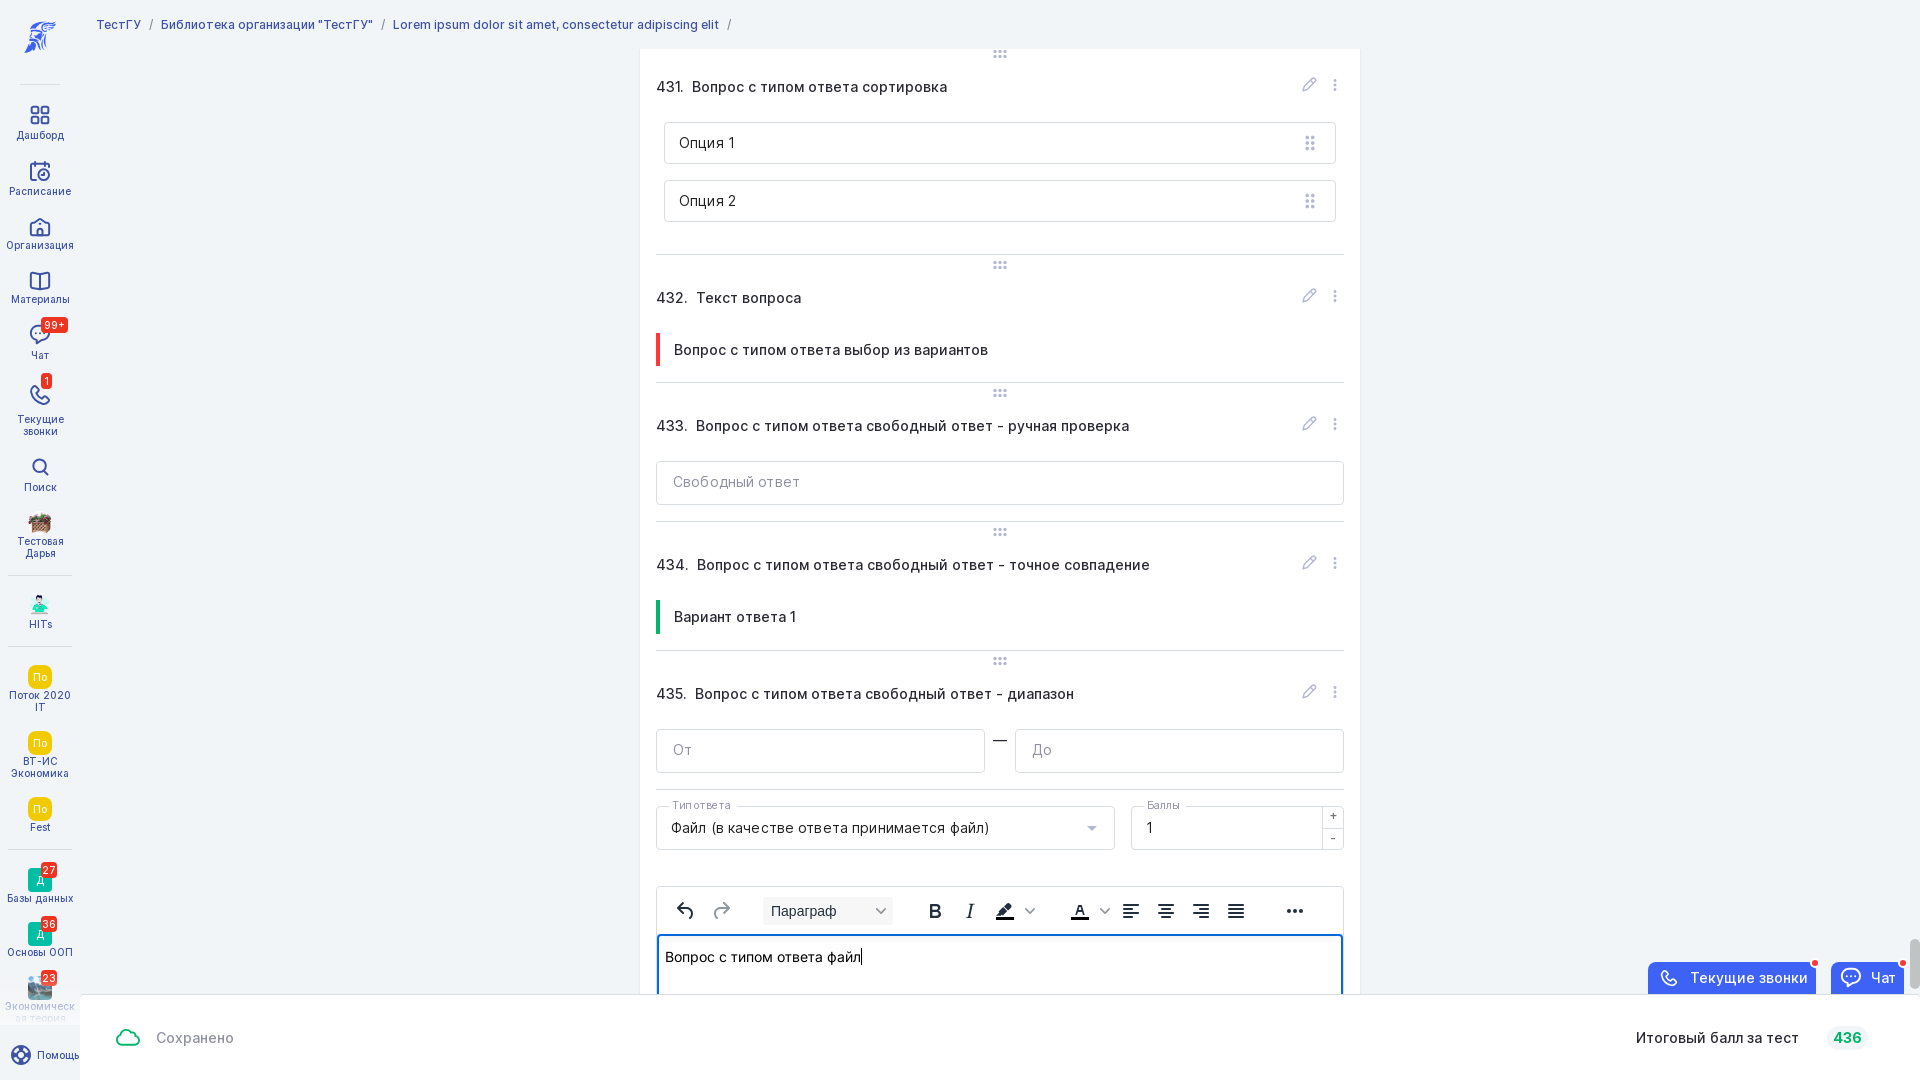 ТестГУ / Библиотека организации "ТестГУ" / Lorem ipsum dolor sit amet, consectetur adipiscing elit /
Дашборд
Расписание
Организация
Материалы
99+
Чат
1
Текущие
звонки
Поиск
Тестовая
Дарья
HITs
По
Поток 2020
IT
По
ВТ-ИС
Экономика
По
Fest
27
Д
Базы данных
36
Д
Основы ООП
23
Экономическ
ая теория
Помощь
431. Вопрос с типом ответа сортировка
Опция 1
Опция 2
432. Текст вопроса
Вопрос с типом ответа выбор из вариантов
433. Вопрос с типом ответа свободный ответ - ручная проверка
Свободный ответ
434. Вопрос с типом ответа свободный ответ - точное совпадение
Вариант ответа 1
435. Вопрос с типом ответа свободный ответ - диапазон
От — До
Тип ответа
Файл (в качестве ответа принимается файл)
Баллы
1
+
-
Параграф
B I A
Вопрос с типом ответа файл
Текущие звонки
Чат
Сохранено
Итоговый балл за тест 436